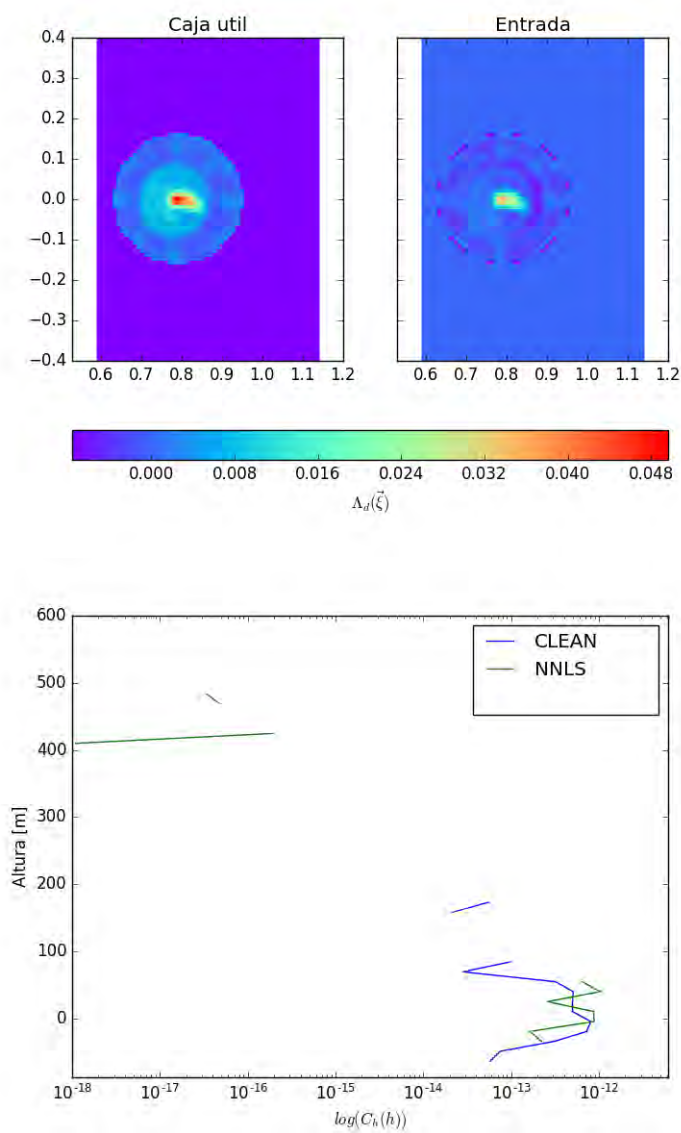 Caja util
Entrada
0.4
0.3
0.2
0.1
0.0
−0.1
−0.2
−0.3
−0.4
0.6 0.7 0.8 0.9 1.0 1.1 1.2
0.6 0.7 0.8 0.9 1.0 1.1 1.2
0.000 0.008 0.016 0.024 0.032 0.040 0.048
Λ_d(ξ⃗)
600
500
400
300
200
100
0
Altura [m]
CLEAN
NNLS
10⁻¹⁸ 10⁻¹⁷ 10⁻¹⁶ 10⁻¹⁵ 10⁻¹⁴ 10⁻¹³ 10⁻¹²
log(C_h(h))